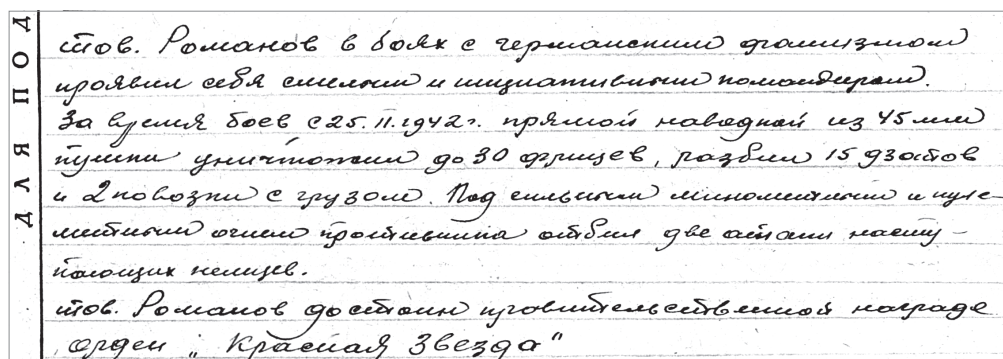 тов. Романов в боях с германским фашизмом
проявил себя смелым и инициативным командиром.
За время боев с 25.11.1942г. прямой наводкой из 45 мм
пушки уничтожил до 30 фрицев, разбил 15 дзотов
и 2 повозки с грузом. Под сильным минометным и пуле-
метным огнем противника отбил две атаки насту-
пающих немцев.
тов. Романов достоин правительственной награде
орден "Красная Звезда"
ДЛЯ ПОД